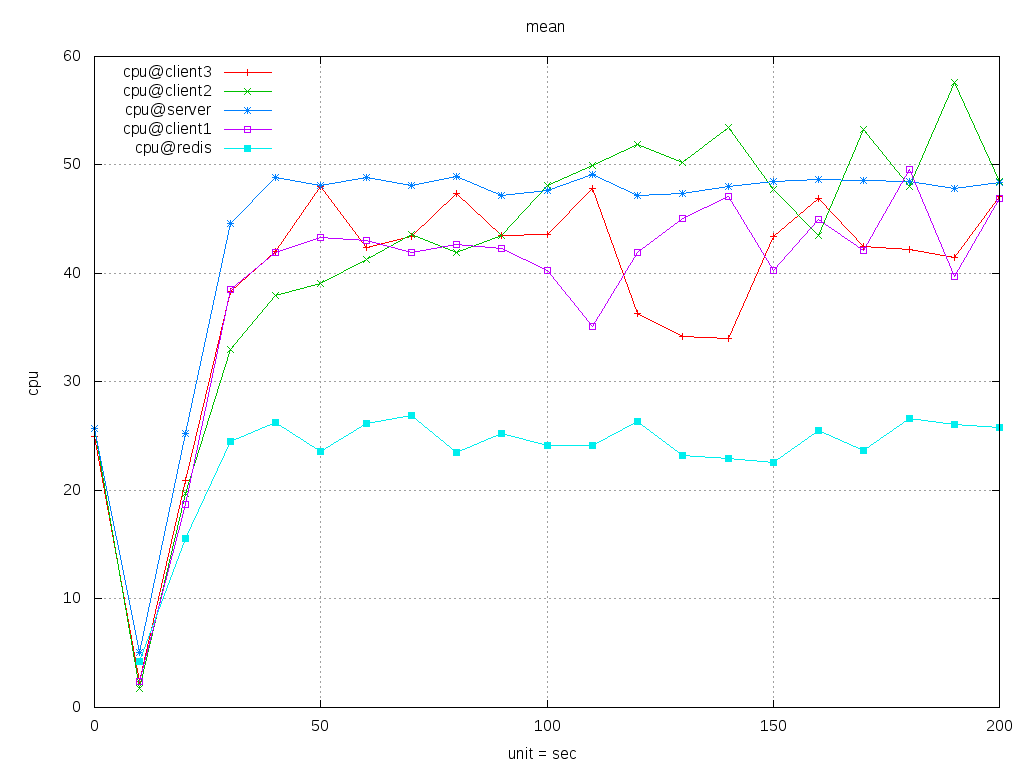 mean
60
50
40
30
20
10
0
cpu
cpu@client3
cpu@client2
cpu@server
cpu@client1
cpu@redis
0 50 100 150 200
unit = sec